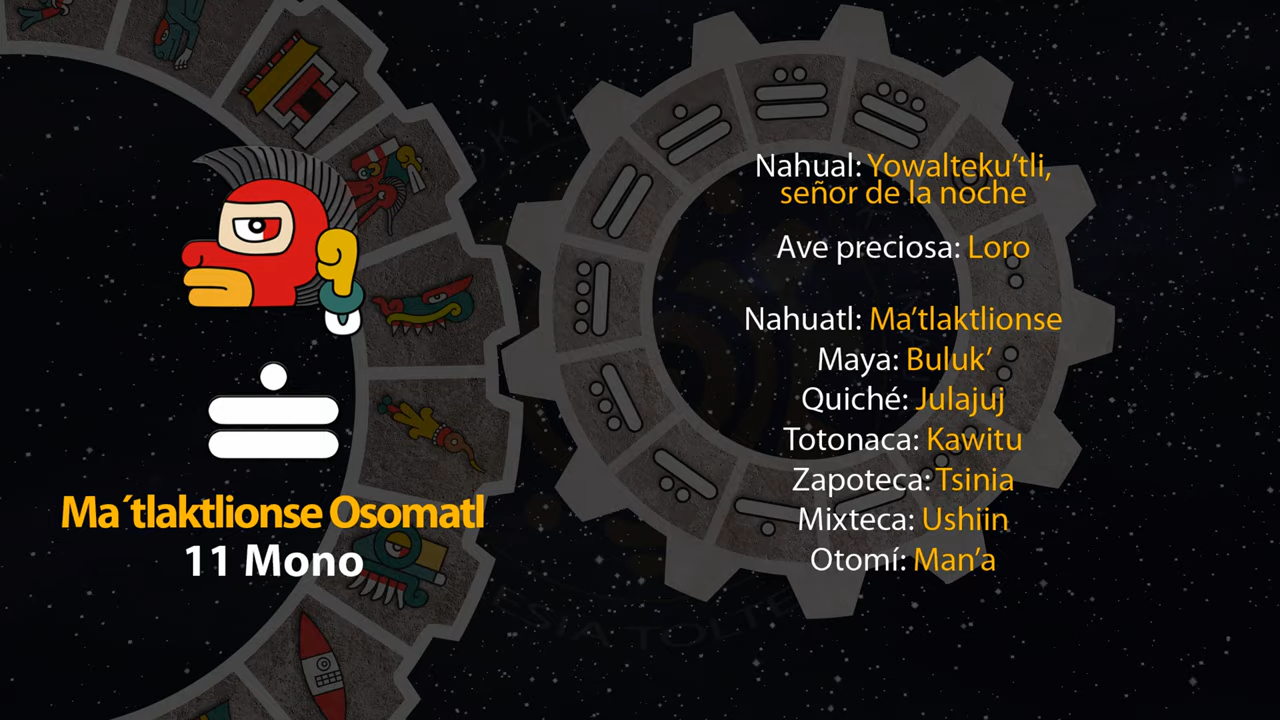 Ma´tlaktlionse Osomatl
11 Mono
Nahual: Yowalteku’tli,
señor de la noche
Ave preciosa: Loro
Nahuatl: Ma’tlaktlionse
Maya: Buluk’
Quiché: Julajuj
Totonaca: Kawitu
Zapoteca: Tsinia
Mixteca: Ushiin
Otomí: Man’a